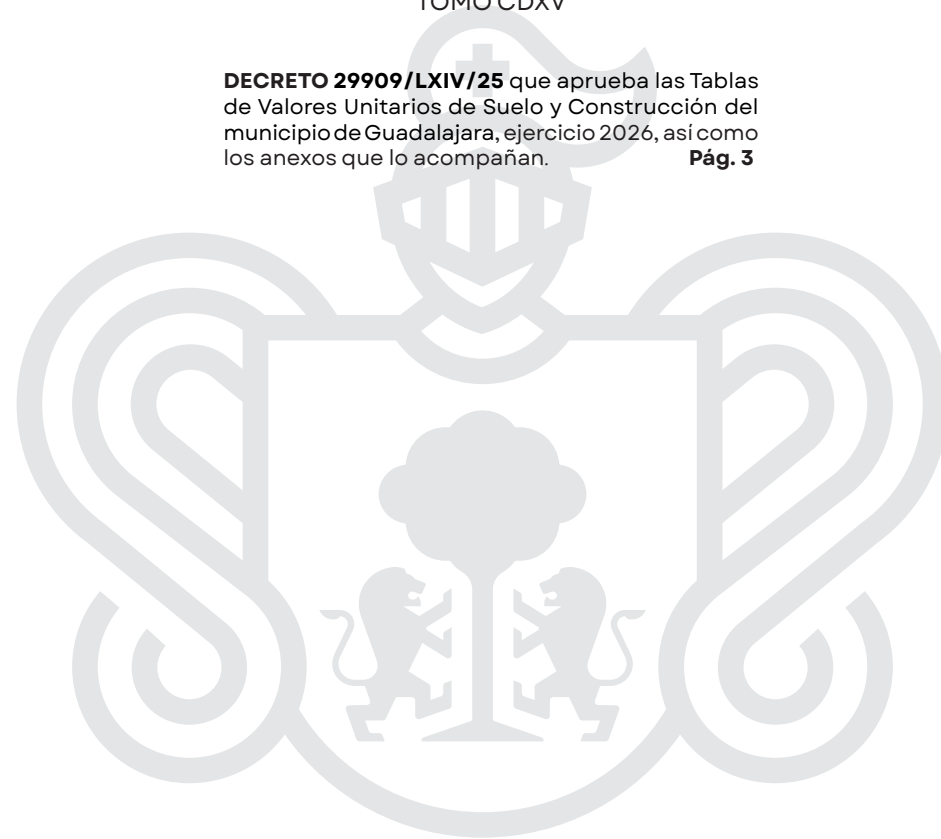 TOMO CDXV
DECRETO 29909/LXIV/25 que aprueba las Tablas
de Valores Unitarios de Suelo y Construcción del
municipio de Guadalajara, ejercicio 2026, así como
los anexos que lo acompañan. Pág. 3